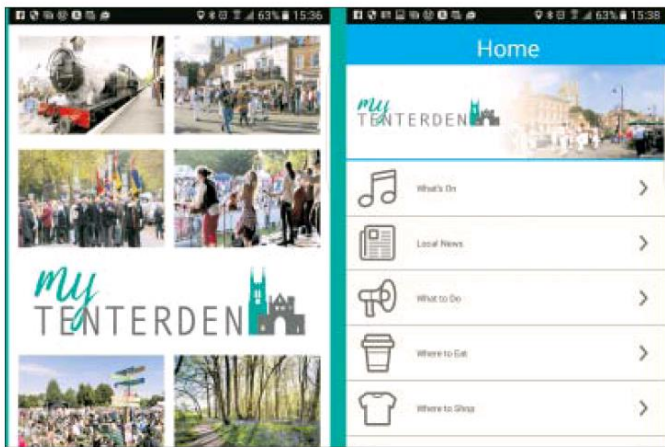 63% 15:36
my
TENTERDEN
63% 15:38
Home
my
TENTERDEN
What's On
Local News
What to Do
Where to Eat
Where to Shop